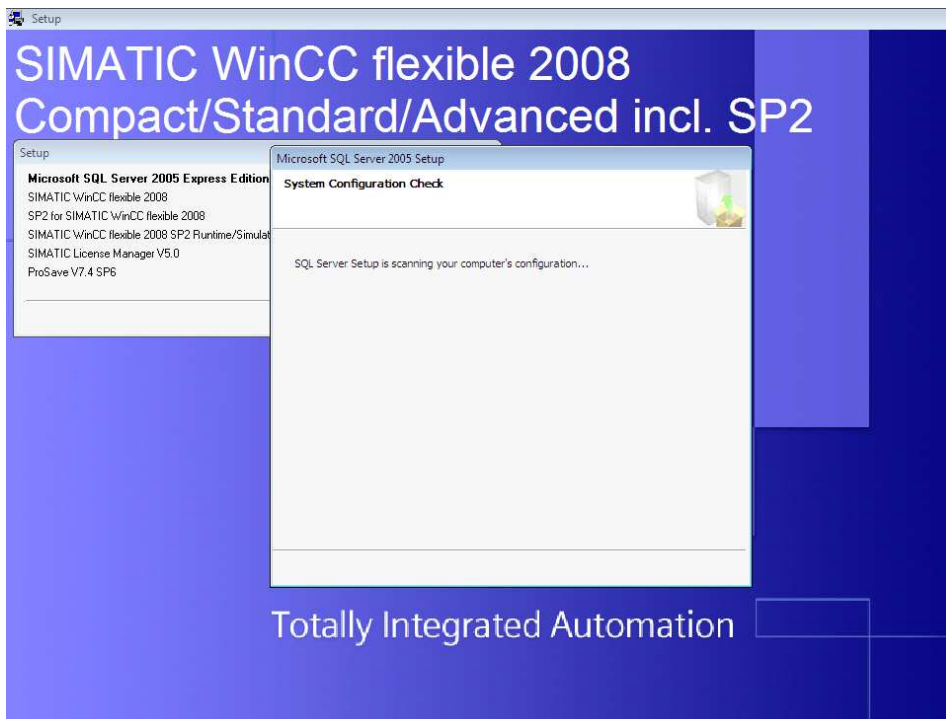 Setup
SIMATIC WinCC flexible 2008
Compact/Standard/Advanced incl. SP2
Setup
Microsoft SQL Server 2005 Express Edition
SIMATIC WinCC flexible 2008
SP2 for SIMATIC WinCC flexible 2008
SIMATIC WinCC flexible 2008 SP2 Runtime/Simulat
SIMATIC License Manager V5.0
ProSave V7.4 SP6
Microsoft SQL Server 2005 Setup
System Configuration Check
SQL Server Setup is scanning your computer's configuration...
Totally Integrated Automation